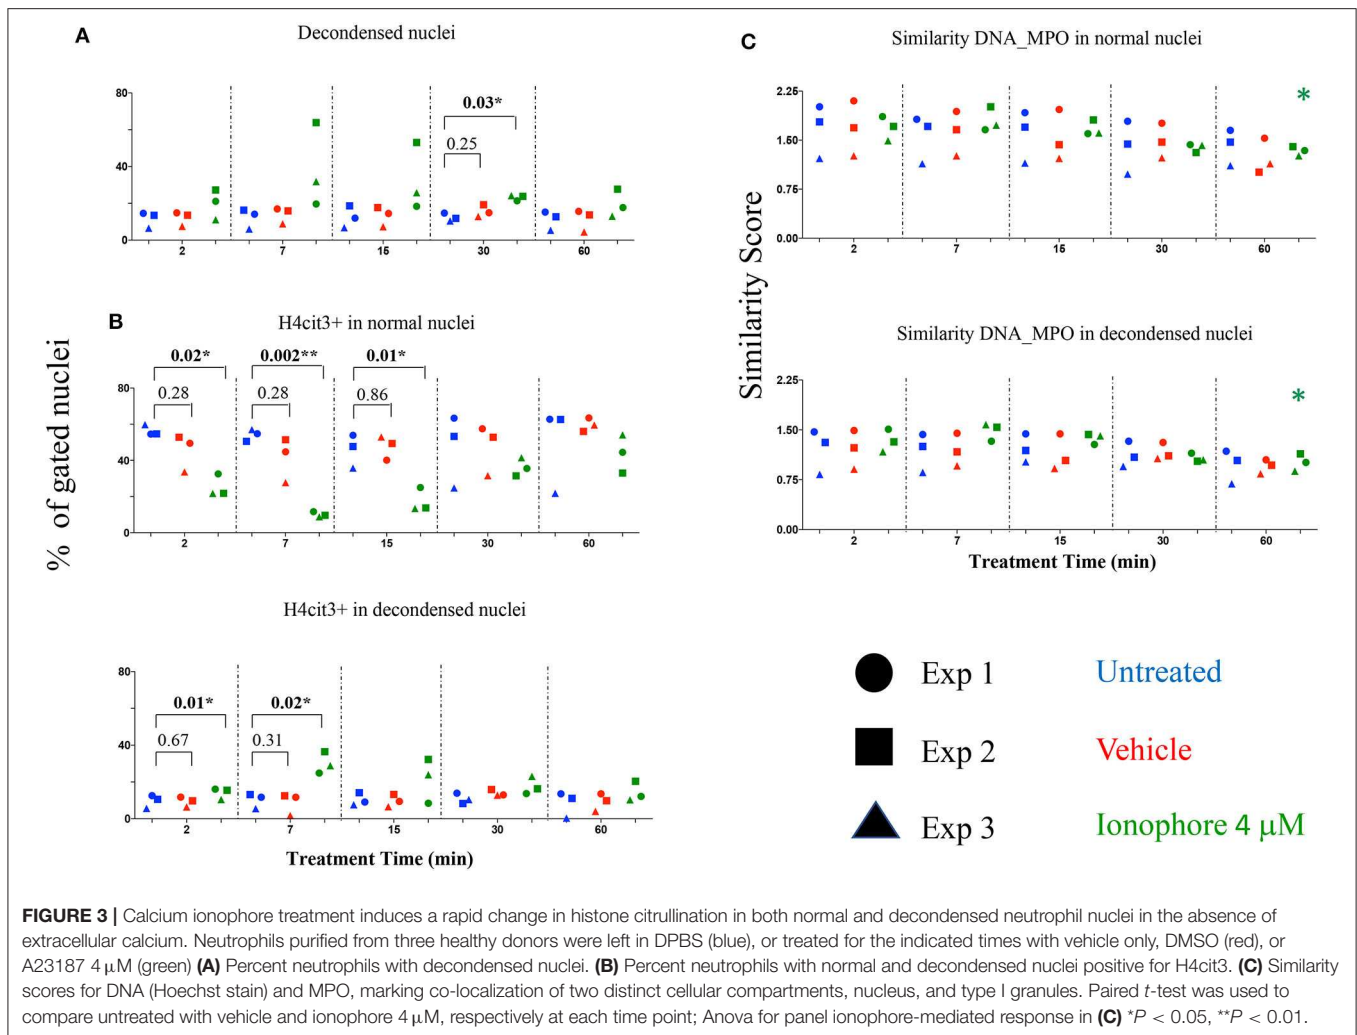 A
Decondensed nuclei
80
40
0
0.03*
0.25
2 7 15 30 60
B
H4cit3+ in normal nuclei
0.02* 0.002** 0.01*
0.28 0.28 0.86
80
40
0
2 7 15 30 60
% of gated nuclei
H4cit3+ in decondensed nuclei
80
40
0
0.01* 0.02*
0.67 0.31
2 7 15 30 60
Treatment Time (min)
C
Similarity DNA_MPO in normal nuclei
2.25
1.50
0.75
0.00
*
2 7 15 30 60
Similarity Score
Similarity DNA_MPO in decondensed nuclei
2.25
1.50
0.75
0.00
*
2 7 15 30 60
Treatment Time (min)
Exp 1 Untreated
Exp 2 Vehicle
Exp 3 Ionophore 4 μM
FIGURE 3 | Calcium ionophore treatment induces a rapid change in histone citrullination in both normal and decondensed neutrophil nuclei in the absence of
extracellular calcium. Neutrophils purified from three healthy donors were left in DPBS (blue), or treated for the indicated times with vehicle only, DMSO (red), or
A23187 4 μM (green) (A) Percent neutrophils with decondensed nuclei. (B) Percent neutrophils with normal and decondensed nuclei positive for H4cit3. (C) Similarity
scores for DNA (Hoechst stain) and MPO, marking co-localization of two distinct cellular compartments, nucleus, and type I granules. Paired t-test was used to
compare untreated with vehicle and ionophore 4 μM, respectively at each time point; Anova for panel ionophore-mediated response in (C) *P < 0.05, **P < 0.01.